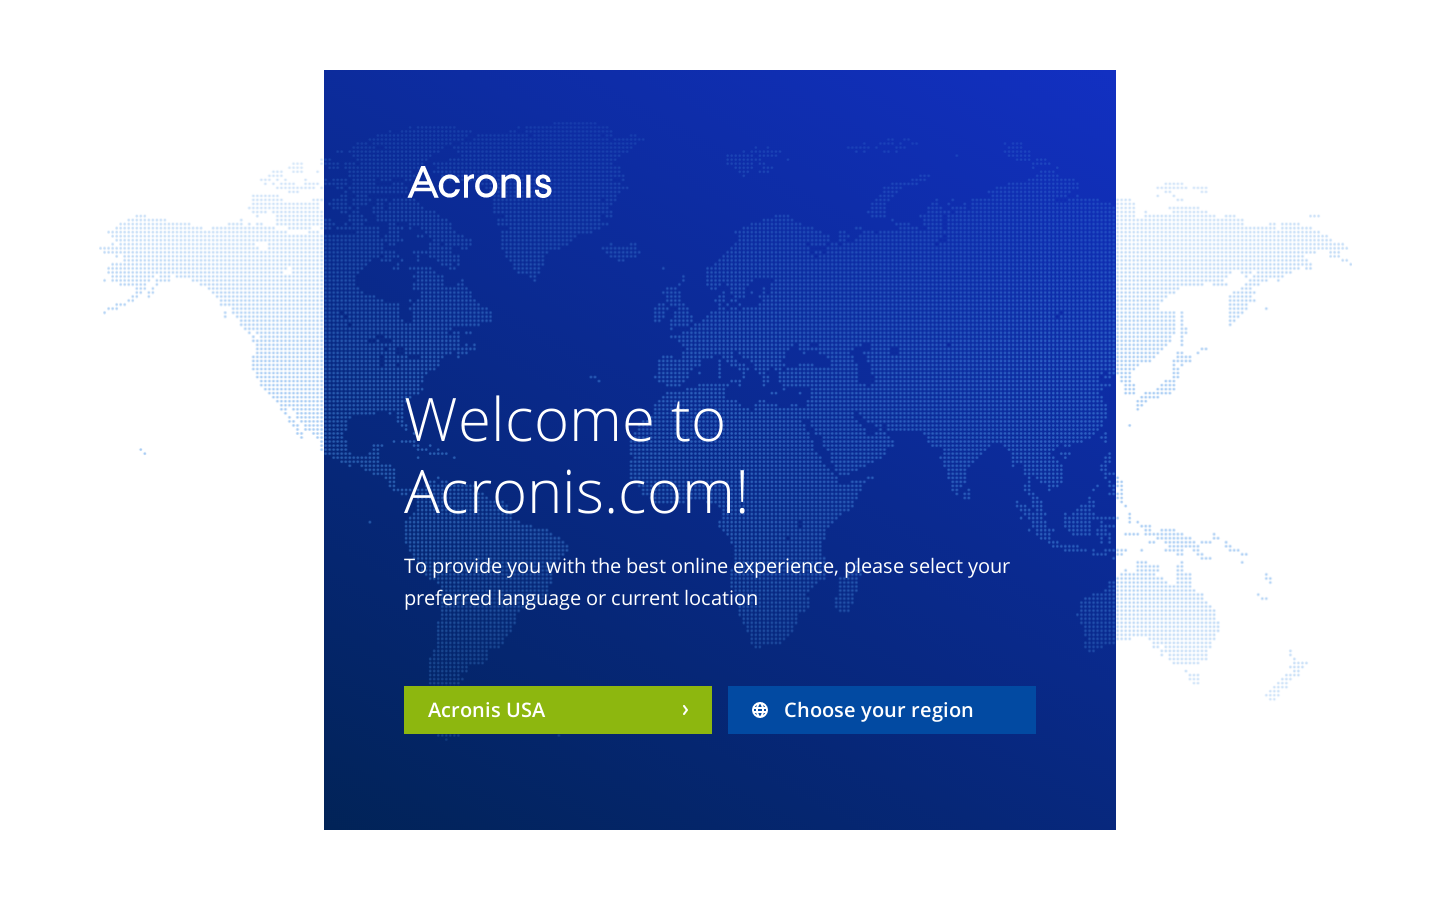 Acronis
Welcome to
Acronis.com!
To provide you with the best online experience, please select your
preferred language or current location
Acronis USA
Choose your region